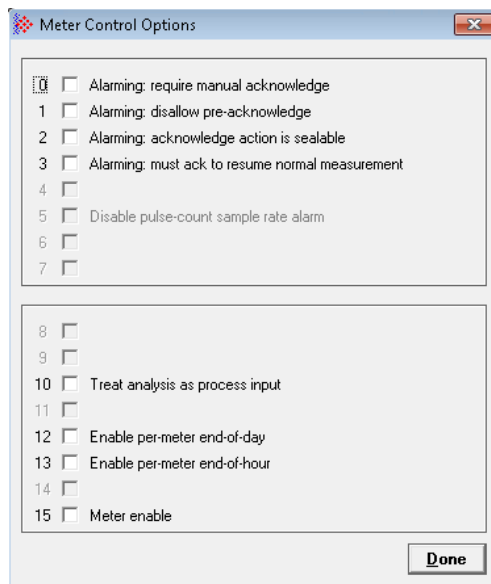 Meter Control Options
0 Alarming: require manual acknowledge
1 Alarming: disallow pre-acknowledge
2 Alarming: acknowledge action is sealable
3 Alarming: must ack to resume normal measurement
4
5 Disable pulse-count sample rate alarm
6
7
8
9
10 Treat analysis as process input
11
12 Enable per-meter end-of-day
13 Enable per-meter end-of-hour
14
15 Meter enable
Done